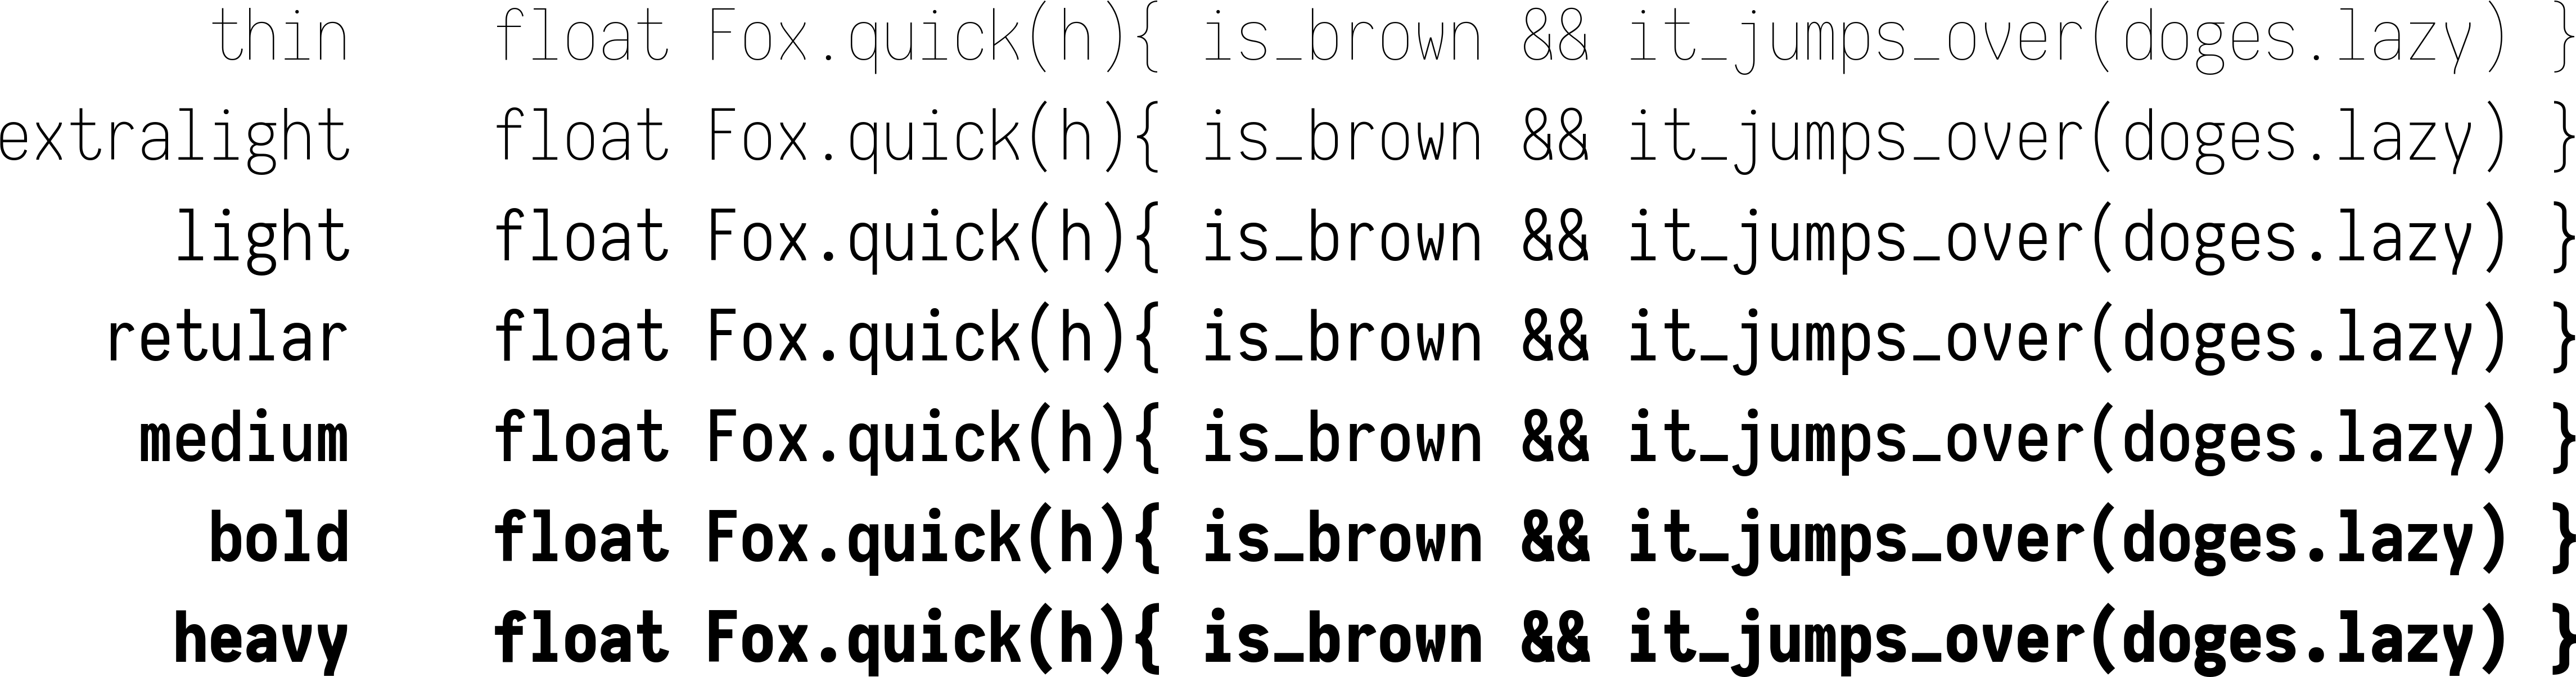 thin float Fox.quick(h){ is_brown && it_jumps_over(doges.lazy) }
extralight float Fox.quick(h){ is_brown && it_jumps_over(doges.lazy) }
light float Fox.quick(h){ is_brown && it_jumps_over(doges.lazy) }
retular float Fox.quick(h){ is_brown && it_jumps_over(doges.lazy) }
medium float Fox.quick(h){ is_brown && it_jumps_over(doges.lazy) }
bold float Fox.quick(h){ is_brown && it_jumps_over(doges.lazy) }
heavy float Fox.quick(h){ is_brown && it_jumps_over(doges.lazy) }